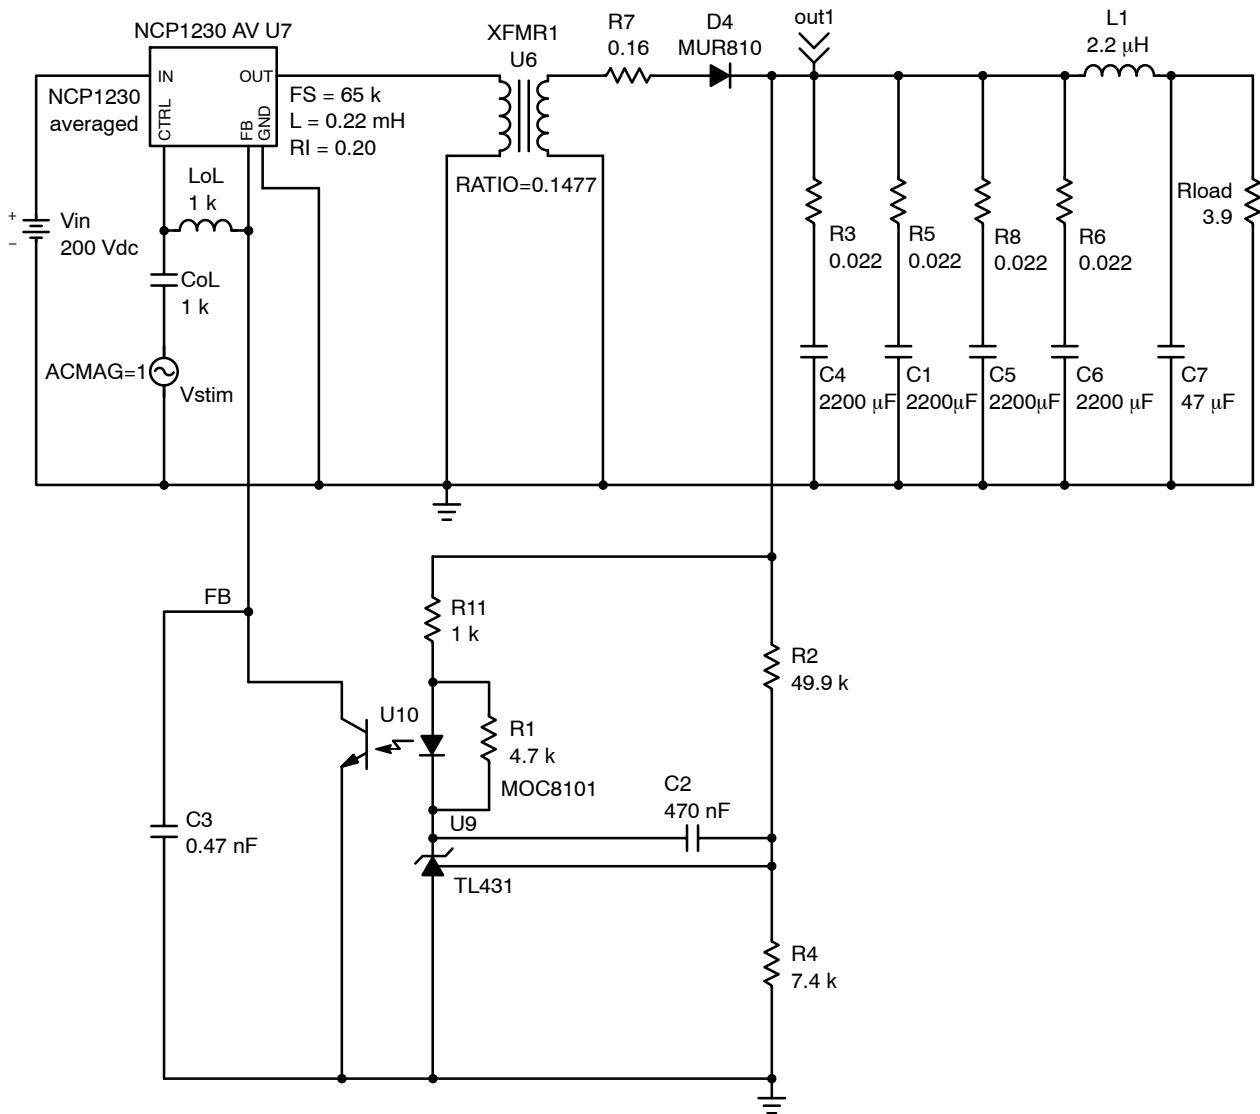 NCP1230 AV U7
IN
OUT
CTRL
FB
GND
NCP1230
averaged
FS = 65 k
L = 0.22 mH
RI = 0.20
XFMR1
U6
RATIO=0.1477
R7
0.16
D4
MUR810
out1
L1
2.2 μH
LoL
1 k
+
−
Vin
200 Vdc
CoL
1 k
ACMAG=1
Vstim
R3
0.022
R5
0.022
R8
0.022
R6
0.022
Rload
3.9
C4
2200 μF
C1
2200μF
C5
2200μF
C6
2200 μF
C7
47 μF
FB
R11
1 k
R2
49.9 k
U10
R1
4.7 k
MOC8101
C2
470 nF
U9
TL431
C3
0.47 nF
R4
7.4 k